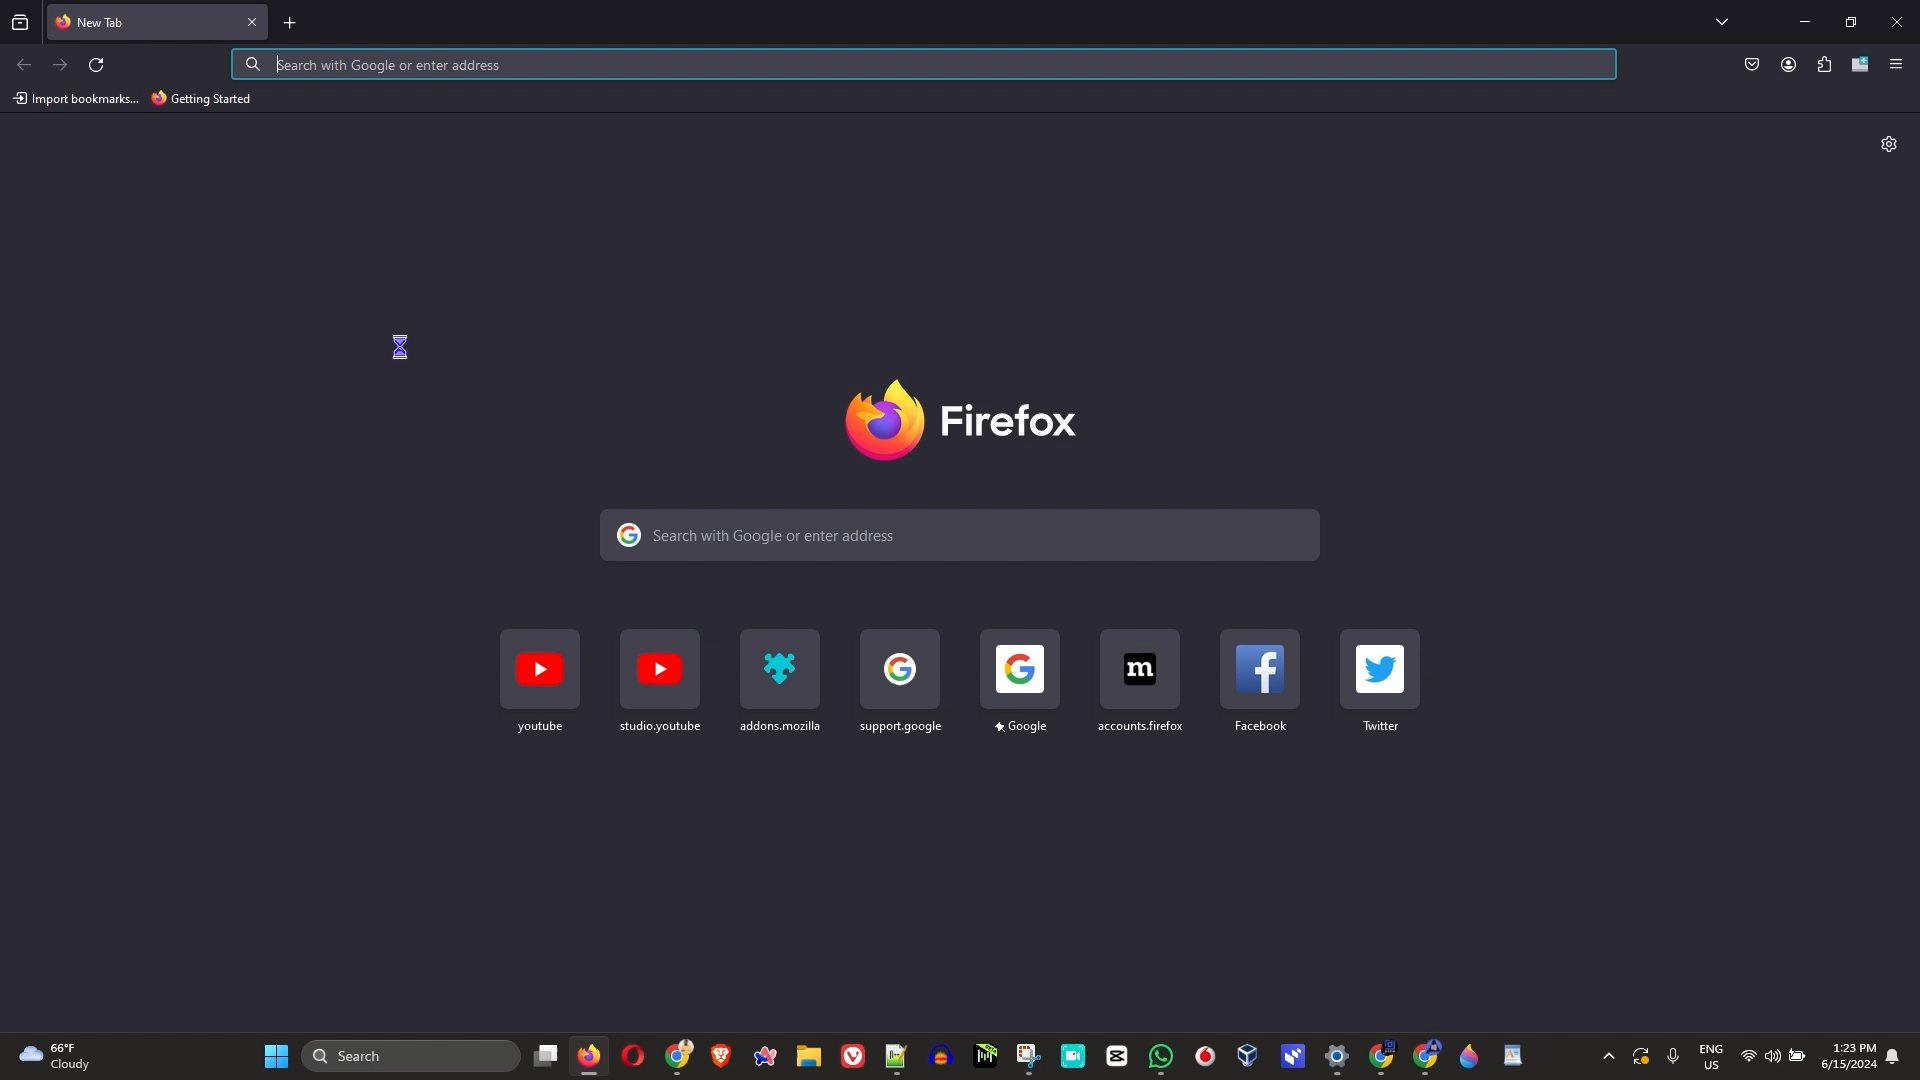 New Tab
Search with Google or enter address
Import bookmarks...
Getting Started
Firefox
Search with Google or enter address
youtube
studio.youtube
addons.mozilla
support.google
Google
accounts.firefox
Facebook
Twitter
66°F
Cloudy
Search
ENG
US
1:23 PM
6/15/2024